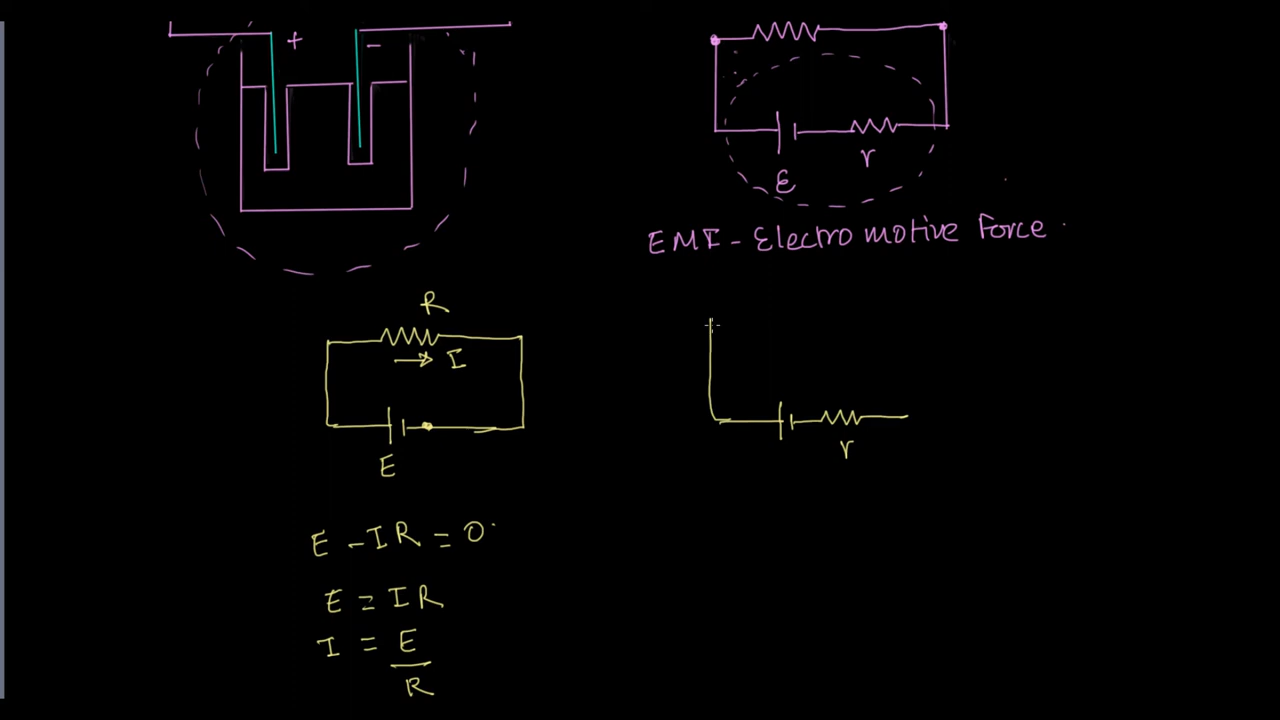 +
-
r
ε
EMF - Electro motive Force
R
I
E
r
E - IR = 0
E = IR
I = E
R